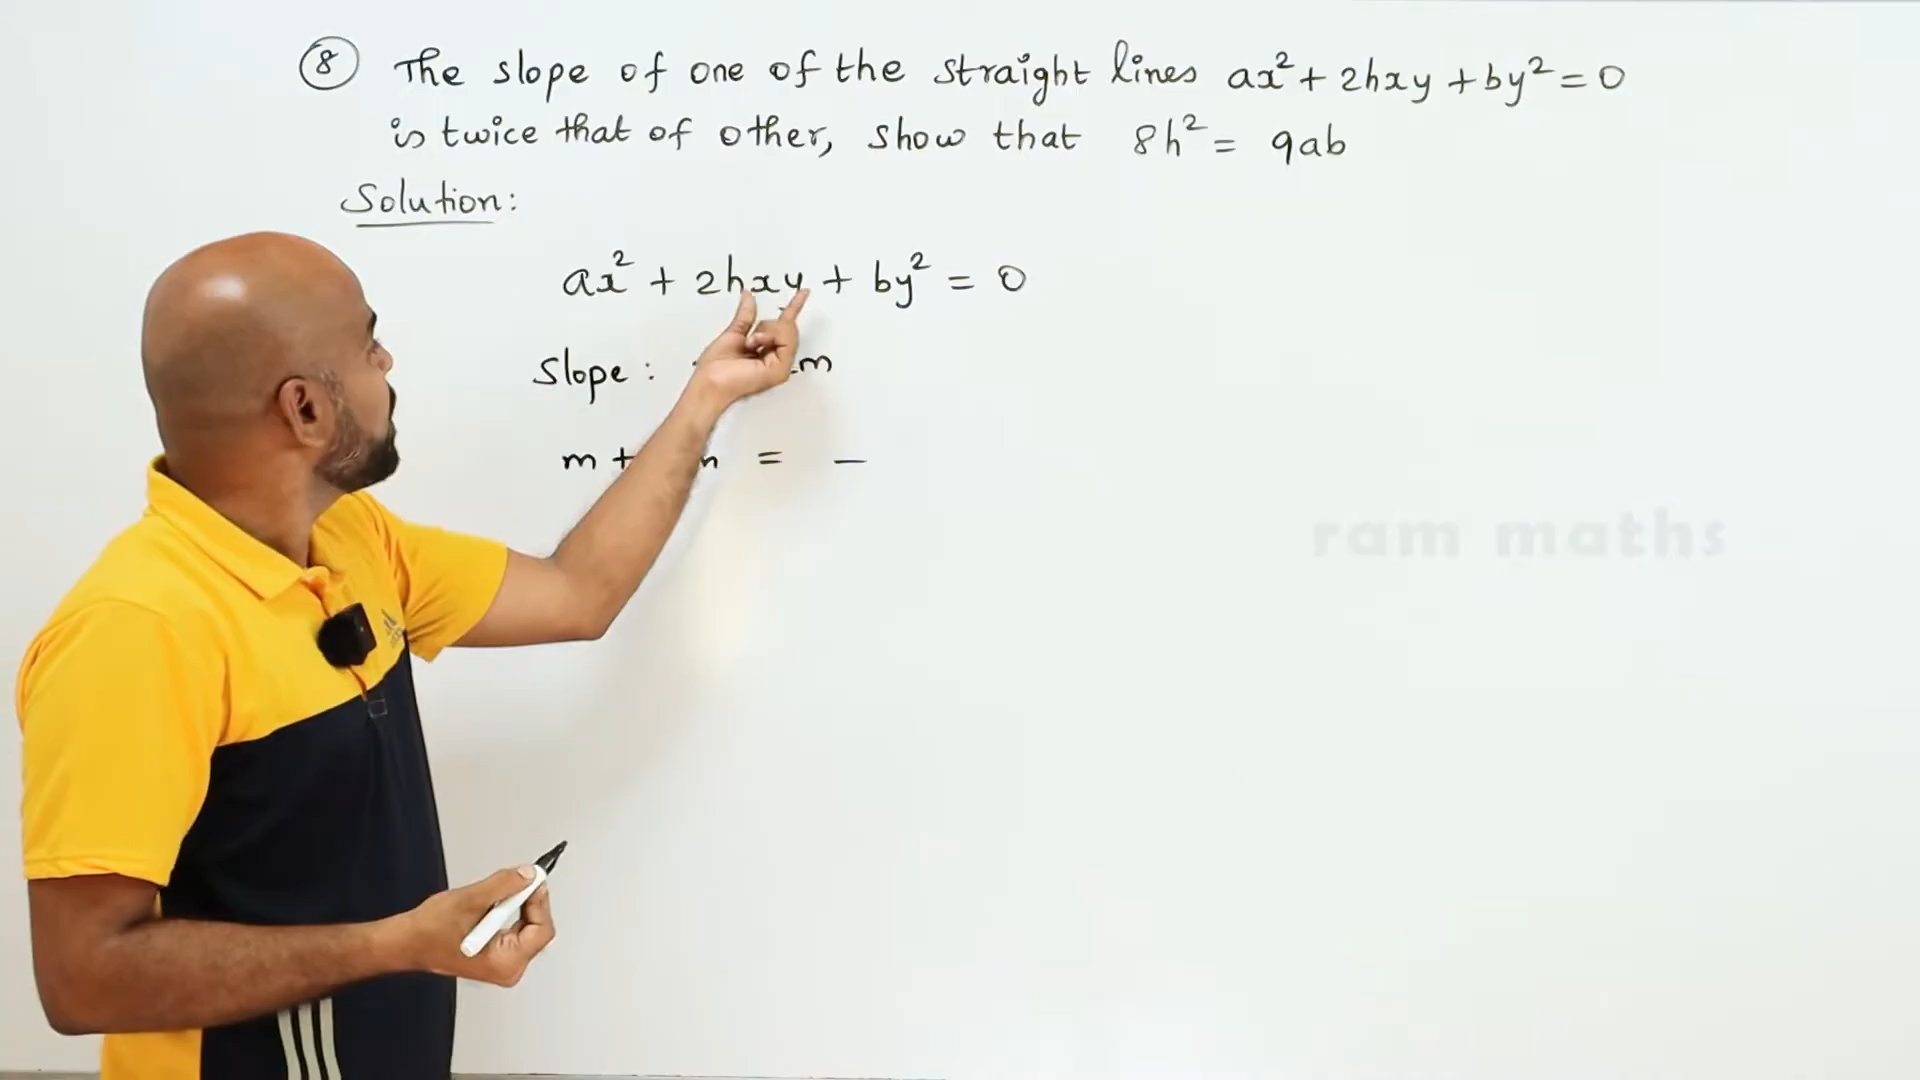 ⑧ The slope of one of the straight lines ax²+ 2hxy + by² = 0
is twice that of other, show that 8h² = 9ab
Solution:
ax² + 2hxy + by² = 0
Slope: m
m + = –
ram maths